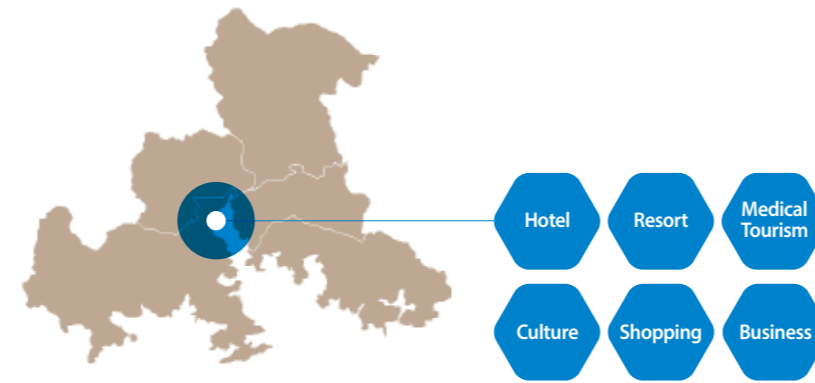 Hotel
Resort
Medical
Tourism
Culture
Shopping
Business